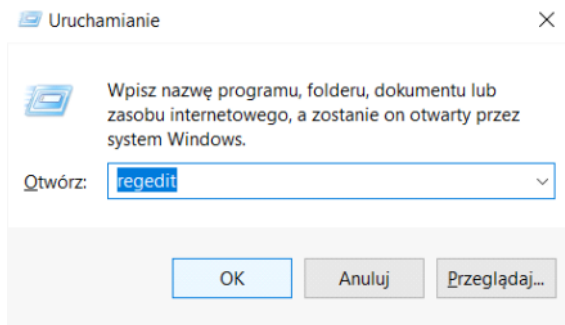 Uruchamianie
Wpisz nazwę programu, folderu, dokumentu lub
zasobu internetowego, a zostanie on otwarty przez
system Windows.
Otwórz: regedit
OK Anuluj Przeglądaj...